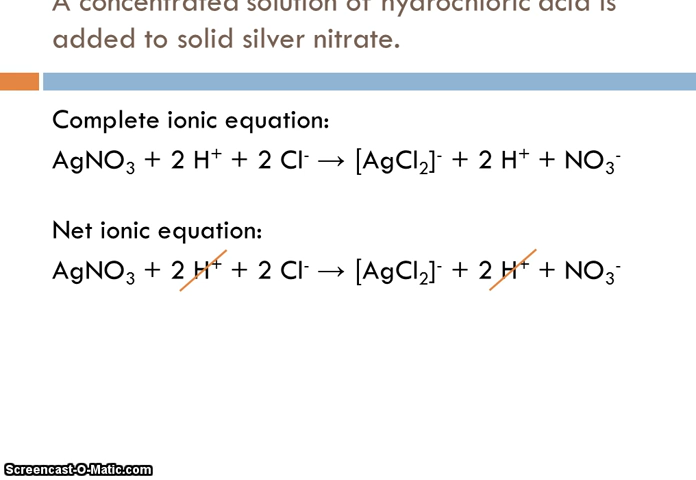 A concentrated solution of hydrochloric acid is
added to solid silver nitrate.
Complete ionic equation:
AgNO₃ + 2 H⁺ + 2 Cl⁻ → [AgCl₂]⁻ + 2 H⁺ + NO₃⁻
Net ionic equation:
AgNO₃ + 2 H⁺ + 2 Cl⁻ → [AgCl₂]⁻ + 2 H⁺ + NO₃⁻
Screencast-O-Matic.com